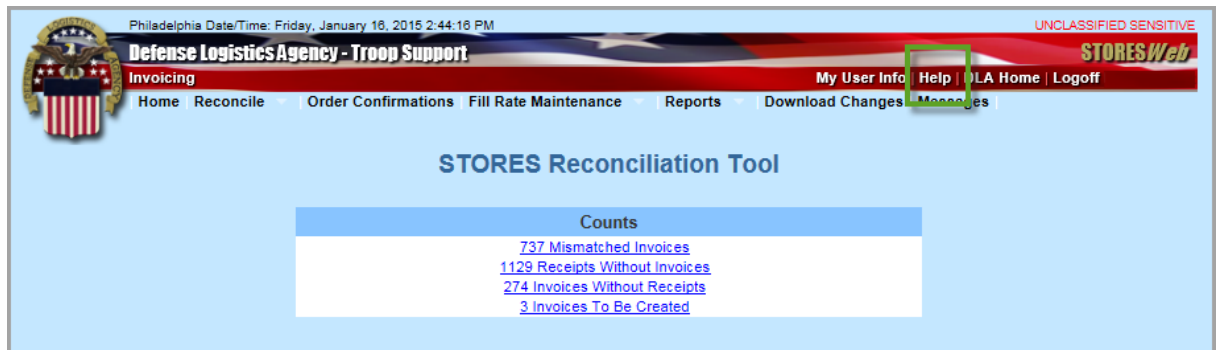 Philadelphia Date/Time: Friday, January 16, 2015 2:44:16 PM UNCLASSIFIED SENSITIVE
Defense Logistics Agency - Troop Support STORES Web
Invoicing My User Info | Help | DLA Home | Logoff
Home Reconcile Order Confirmations Fill Rate Maintenance Reports Download Changes Messages
STORES Reconciliation Tool
Counts
737 Mismatched Invoices
1129 Receipts Without Invoices
274 Invoices Without Receipts
3 Invoices To Be Created